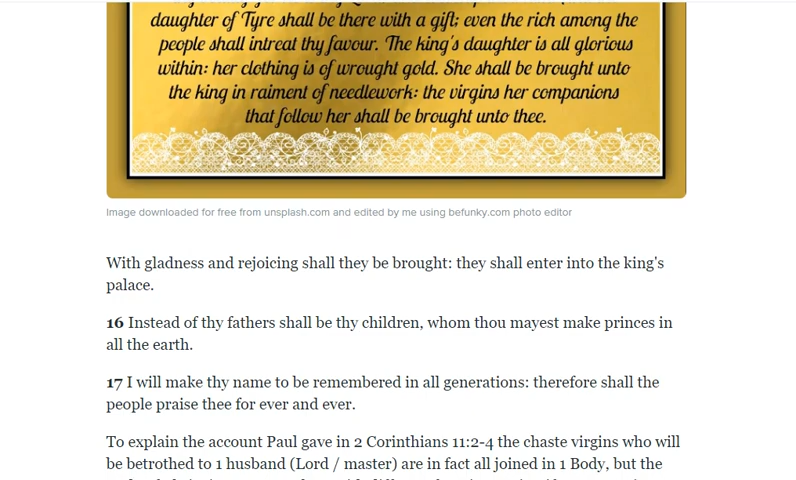 daughter of Tyre shall be there with a gift; even the rich among the
people shall intreat thy favour. The king's daughter is all glorious
within: her clothing is of wrought gold. She shall be brought unto
the king in raiment of needlework: the virgins her companions
that follow her shall be brought unto thee.
Image downloaded for free from unsplash.com and edited by me using befunky.com photo editor
With gladness and rejoicing shall they be brought: they shall enter into the king's
palace.
16 Instead of thy fathers shall be thy children, whom thou mayest make princes in
all the earth.
17 I will make thy name to be remembered in all generations: therefore shall the
people praise thee for ever and ever.
To explain the account Paul gave in 2 Corinthians 11:2-4 the chaste virgins who will
be betrothed to 1 husband (Lord / master) are in fact all joined in 1 Body, but the